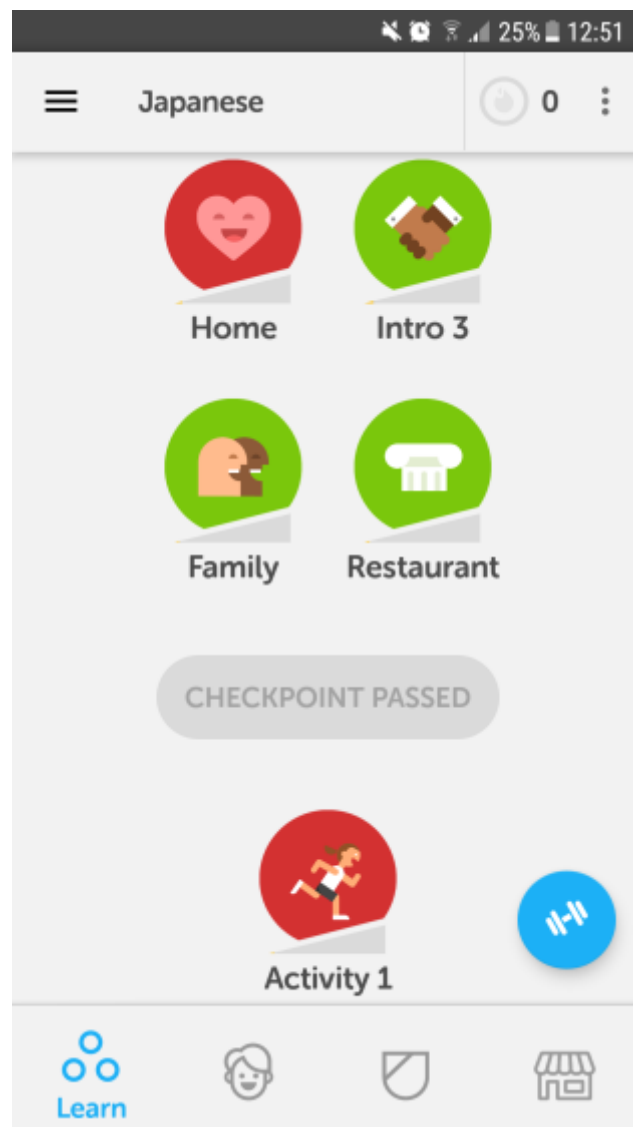 25% 12:51
Japanese 0
Home Intro 3
Family Restaurant
CHECKPOINT PASSED
Activity 1
Learn